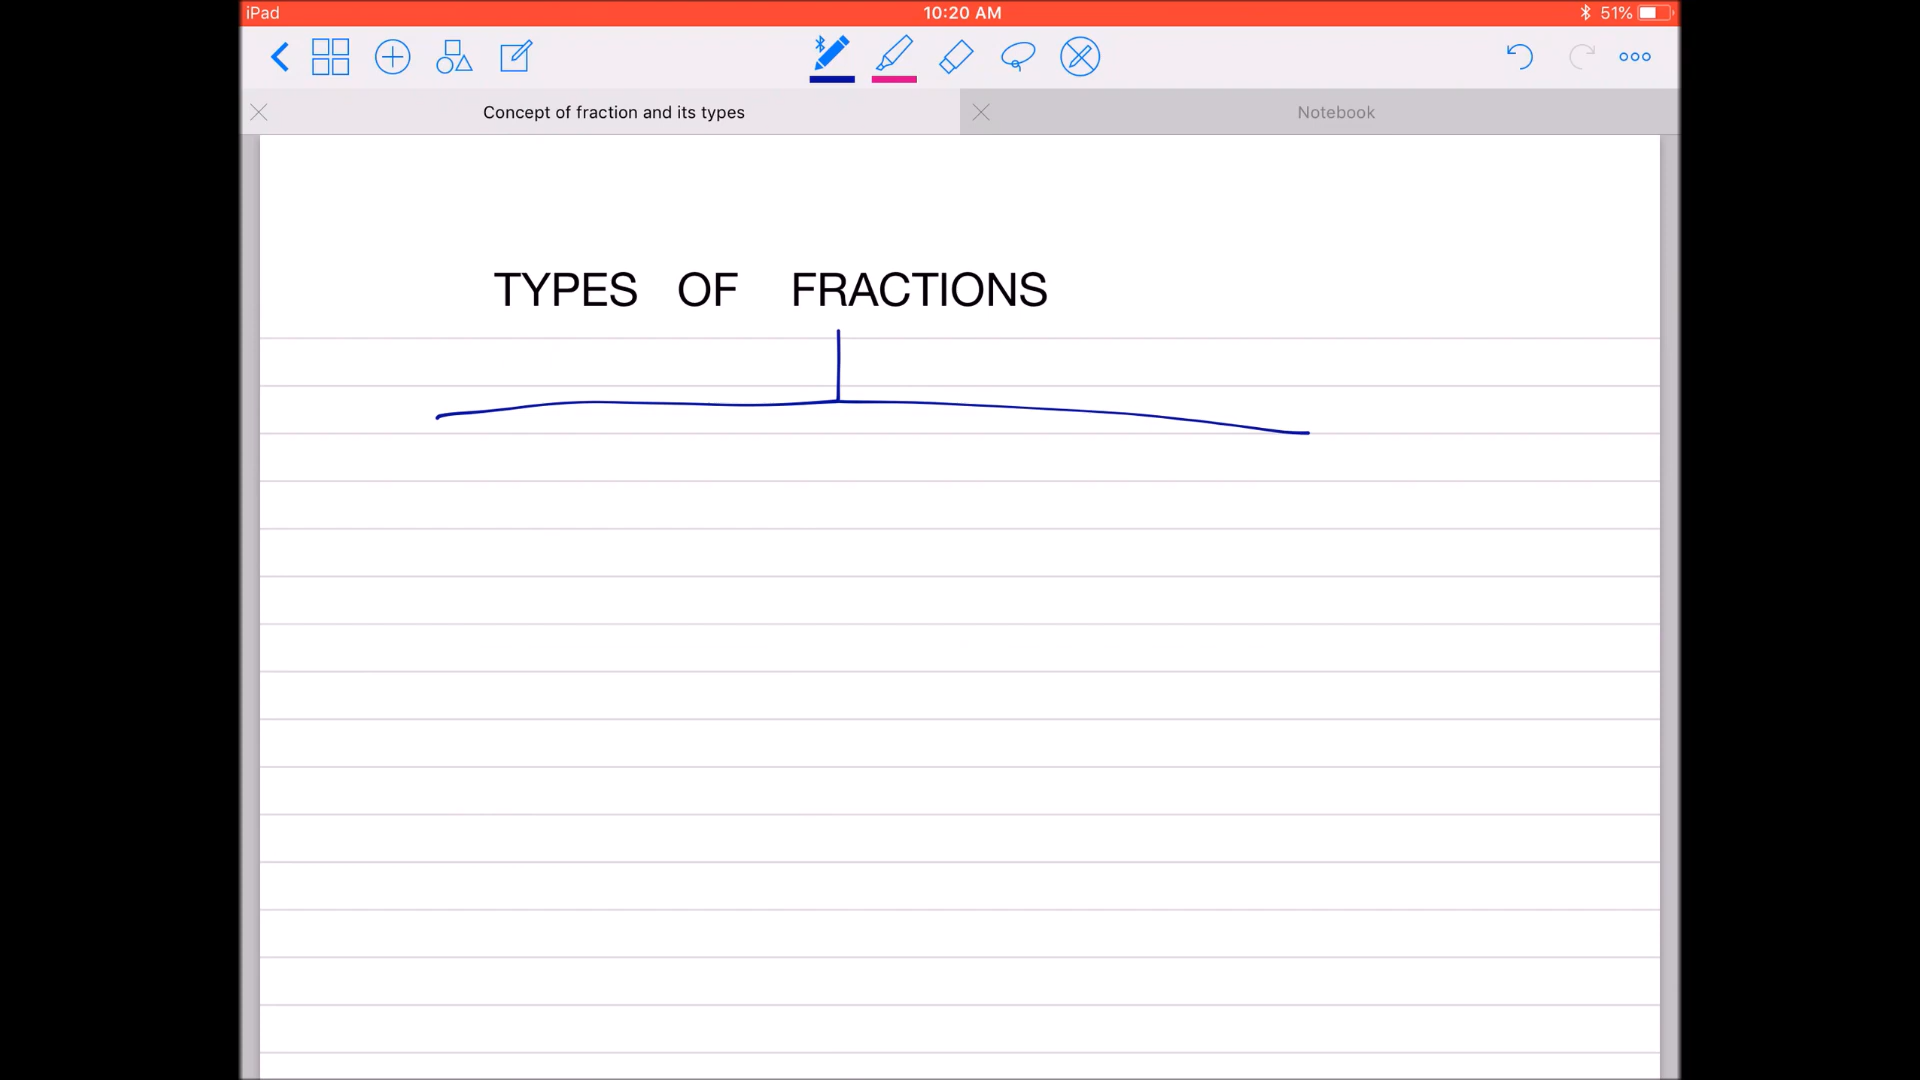 iPad 10:20 AM 51%
Concept of fraction and its types Notebook
TYPES OF FRACTIONS